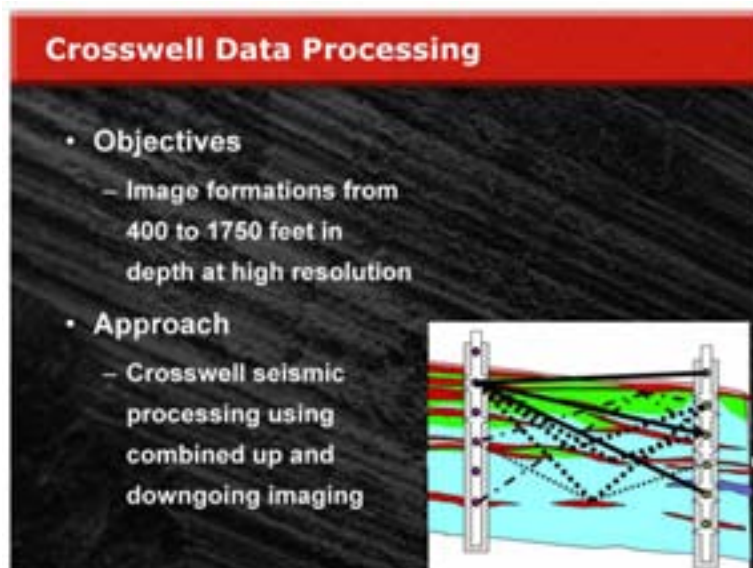 Crosswell Data Processing
• Objectives
– Image formations from
400 to 1750 feet in
depth at high resolution
• Approach
– Crosswell seismic
processing using
combined up and
downgoing imaging